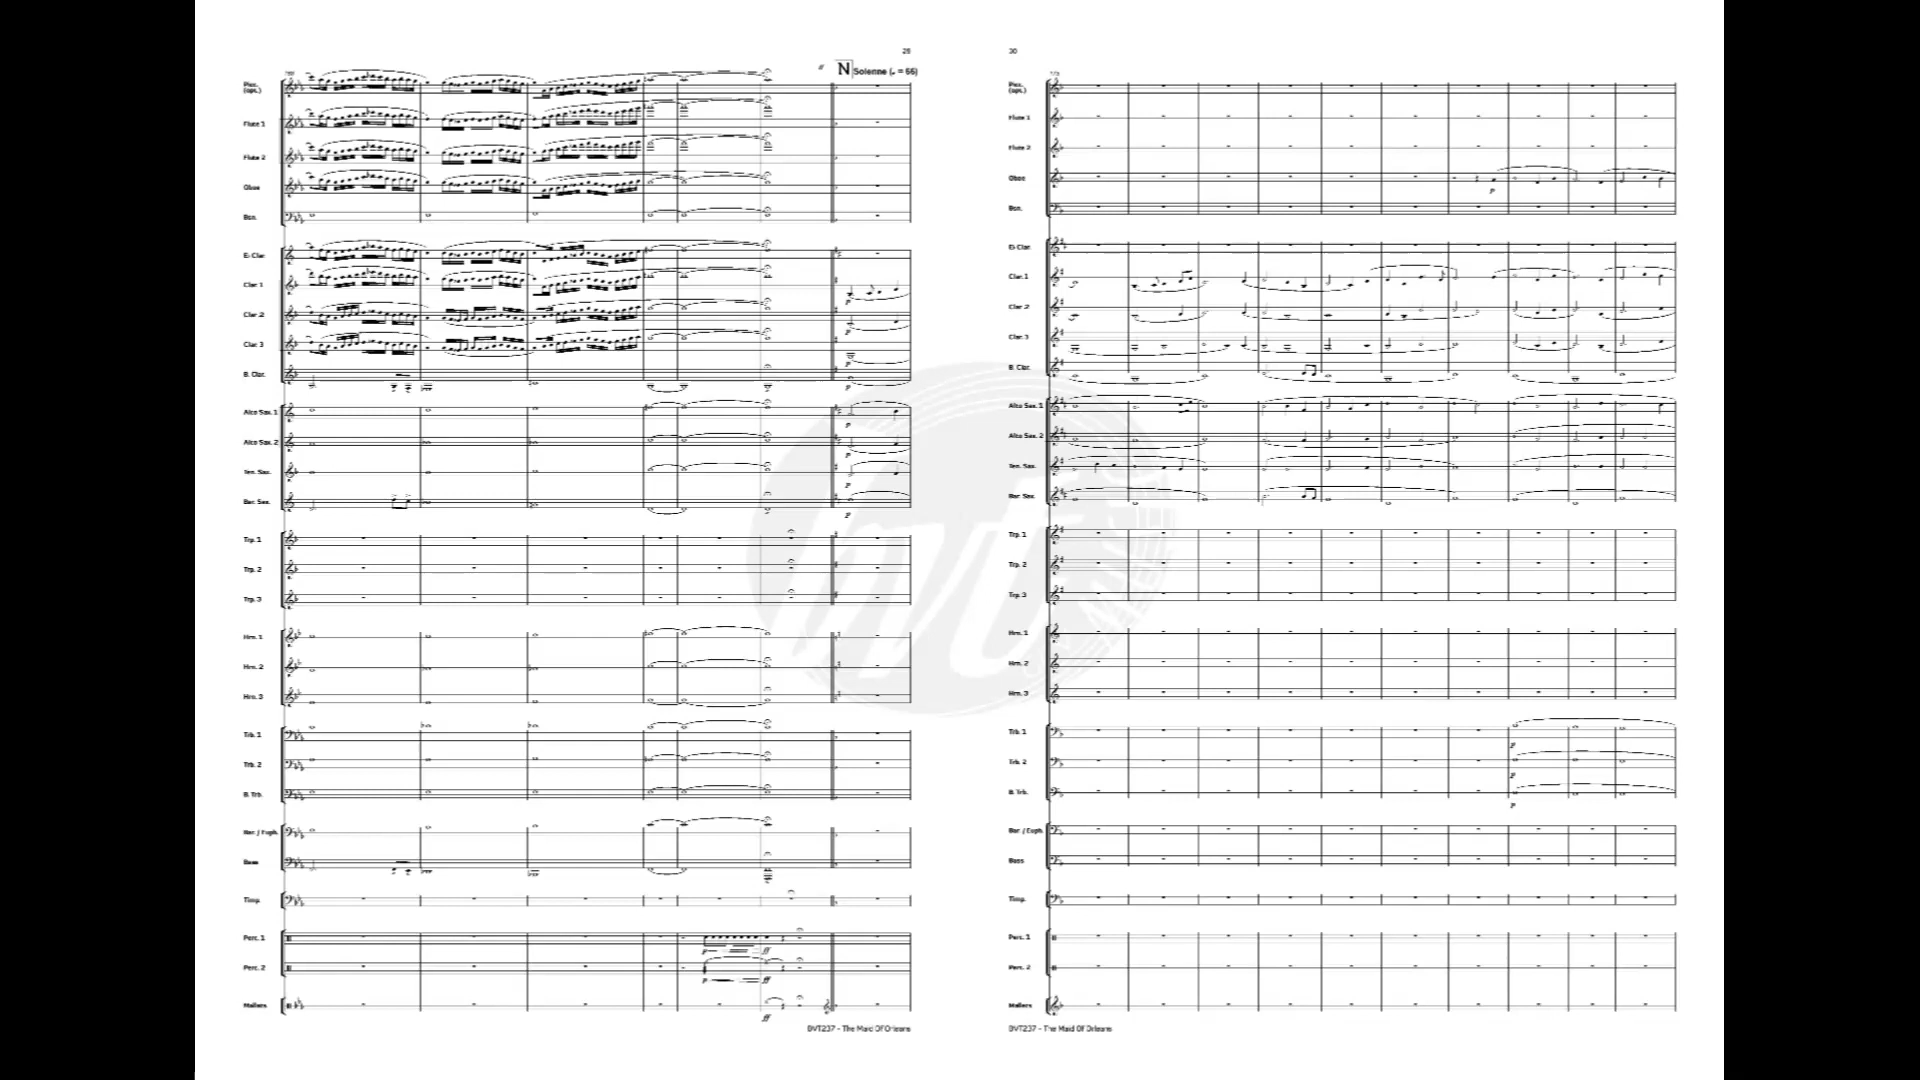 28
N Solenne (♩ = 66)
Picc.
(opt.)
Flute 1
Flute 2
Oboe
Bsn.
E♭ Clar.
Clar. 1
Clar. 2
Clar. 3
B. Clar.
Alto Sax. 1
Alto Sax. 2
Ten. Sax.
Bar. Sax.
Trp. 1
Trp. 2
Trp. 3
Hrn. 1
Hrn. 2
Hrn. 3
Trb. 1
Trb. 2
B. Trb.
Bar. / Euph.
Bass
Timp.
Perc. 1
Perc. 2
Mallets
p
p
p
p
p
p
p
p
p ff
p ff
ff
BVT237 - The Maid Of Orleans
30
Picc.
(opt.)
Flute 1
Flute 2
Oboe
Bsn.
E♭ Clar.
Clar. 1
Clar. 2
Clar. 3
B. Clar.
Alto Sax. 1
Alto Sax. 2
Ten. Sax.
Bar. Sax.
Trp. 1
Trp. 2
Trp. 3
Hrn. 1
Hrn. 2
Hrn. 3
Trb. 1
Trb. 2
B. Trb.
Bar. / Euph.
Bass
Timp.
Perc. 1
Perc. 2
Mallets
p
p
p
p
BVT237 - The Maid Of Orleans